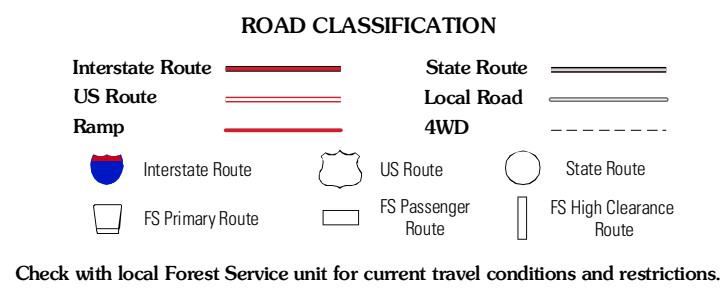 ROAD CLASSIFICATION
Interstate Route
State Route
US Route
Local Road
Ramp
4WD
Interstate Route
US Route
State Route
FS Primary Route
FS Passenger
Route
FS High Clearance
Route
Check with local Forest Service unit for current travel conditions and restrictions.